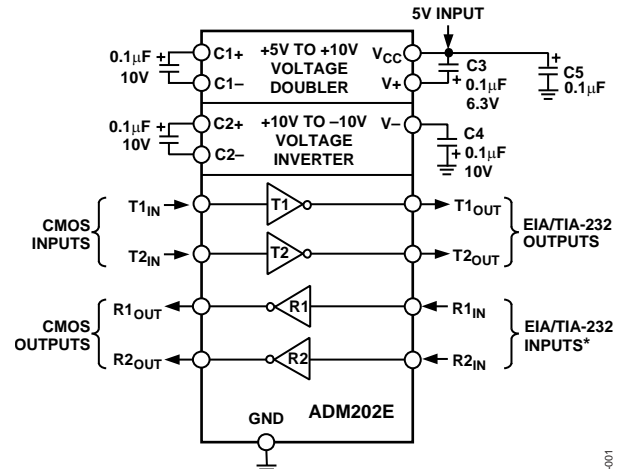 5V INPUT
0.1µF +
10V
C1+
C1–
+5V TO +10V
VOLTAGE
DOUBLER
VCC
V+
C3
+ 0.1µF
6.3V
+
C5
0.1µF
0.1µF +
10V
C2+
C2–
+10V TO –10V
VOLTAGE
INVERTER
V–
C4
+ 0.1µF
10V
CMOS
INPUTS
T1IN
T1
T1OUT
T2IN
T2
T2OUT
EIA/TIA-232
OUTPUTS
CMOS
OUTPUTS
R1OUT
R1
R1IN
R2OUT
R2
R2IN
EIA/TIA-232
INPUTS*
GND
ADM202E
-001